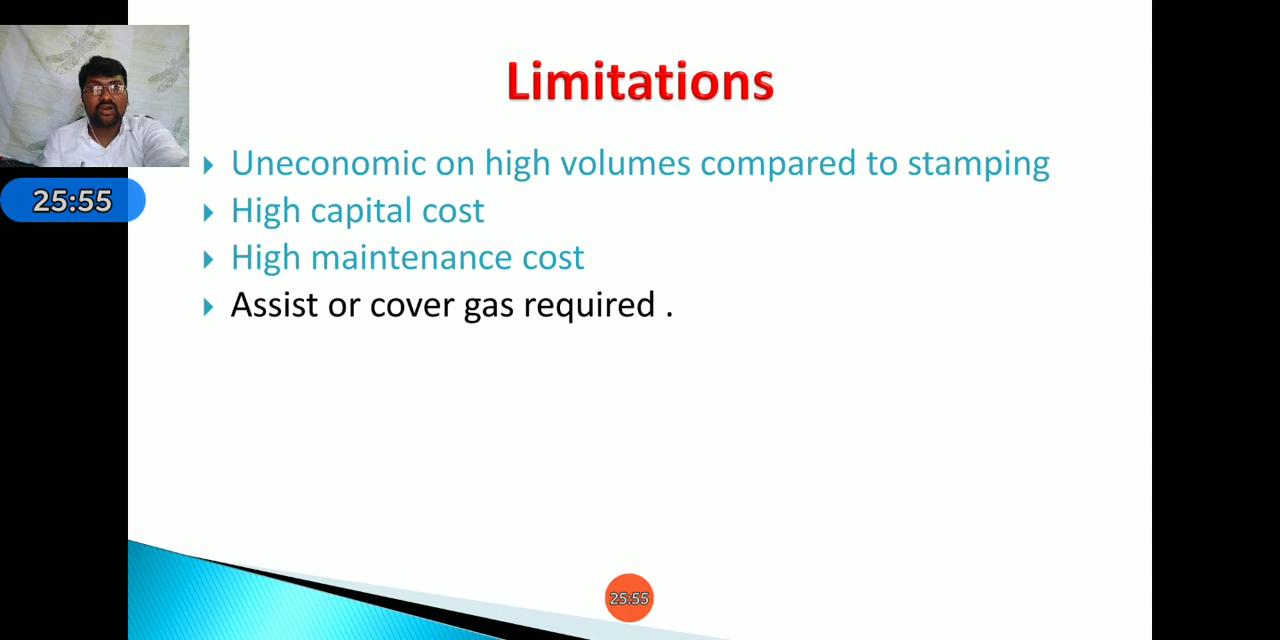 Limitations
Uneconomic on high volumes compared to stamping
25:55
High capital cost
High maintenance cost
Assist or cover gas required .
25:55